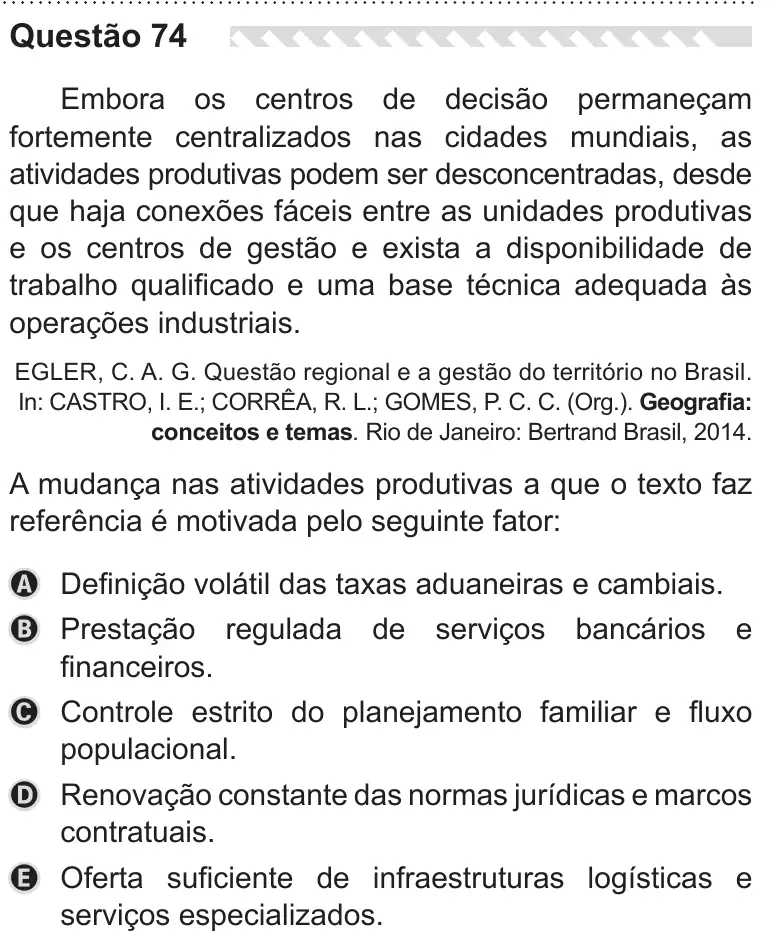 Questão 74
Embora os centros de decisão permaneçam
fortemente centralizados nas cidades mundiais, as
atividades produtivas podem ser desconcentradas, desde
que haja conexões fáceis entre as unidades produtivas
e os centros de gestão e exista a disponibilidade de
trabalho qualificado e uma base técnica adequada às
operações industriais.
EGLER, C. A. G. Questão regional e a gestão do território no Brasil.
In: CASTRO, I. E.; CORRÊA, R. L.; GOMES, P. C. C. (Org.). Geografia:
conceitos e temas. Rio de Janeiro: Bertrand Brasil, 2014.
A mudança nas atividades produtivas a que o texto faz
referência é motivada pelo seguinte fator:
A Definição volátil das taxas aduaneiras e cambiais.
B Prestação regulada de serviços bancários e
financeiros.
C Controle estrito do planejamento familiar e fluxo
populacional.
D Renovação constante das normas jurídicas e marcos
contratuais.
E Oferta suficiente de infraestruturas logísticas e
serviços especializados.